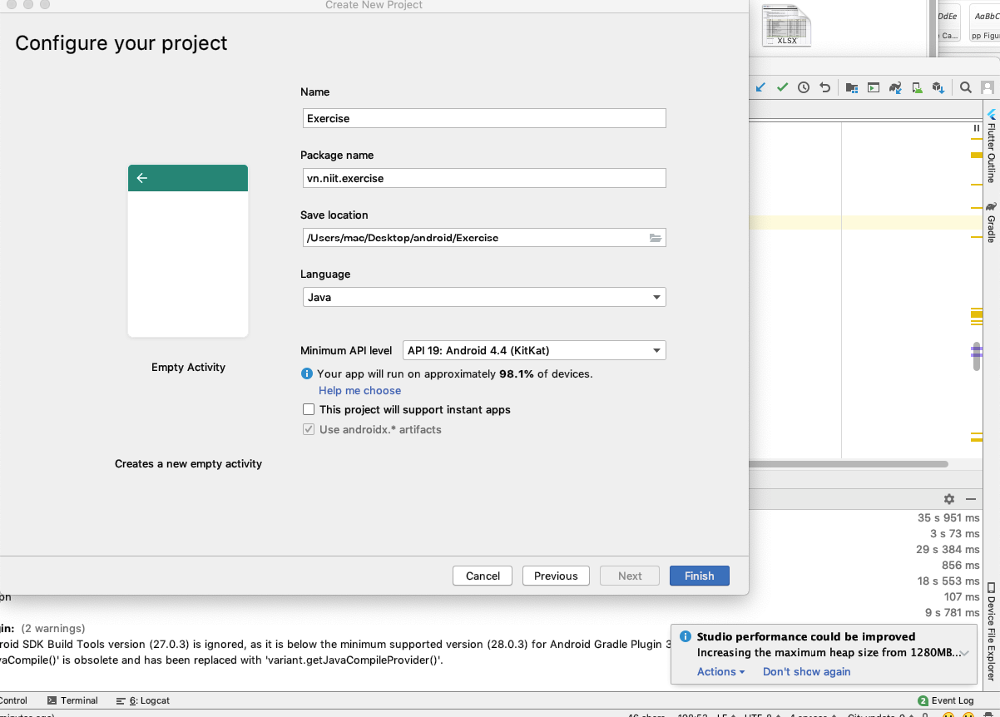 Create New Project
Configure your project
Name
Exercise
Package name
vn.niit.exercise
Save location
/Users/mac/Desktop/android/Exercise
Language
Java
Minimum API level
API 19: Android 4.4 (KitKat)
Your app will run on approximately 98.1% of devices.
Help me choose
This project will support instant apps
Use androidx.* artifacts
Empty Activity
Creates a new empty activity
Cancel
Previous
Next
Finish
XLSX
AaBbC
pp Figu
Flutter Outline
Gradle
35 s 951 ms
3 s 73 ms
29 s 384 ms
856 ms
18 s 553 ms
107 ms
9 s 781 ms
Device File Explorer
(2 warnings)
roid SDK Build Tools version (27.0.3) is ignored, as it is below the minimum supported version (28.0.3) for Android Gradle Plugin 3
vaCompile()' is obsolete and has been replaced with 'variant.getJavaCompileProvider()'.
Studio performance could be improved
Increasing the maximum heap size from 1280MB...
Actions
Don't show again
Control
Terminal
6: Logcat
2 Event Log